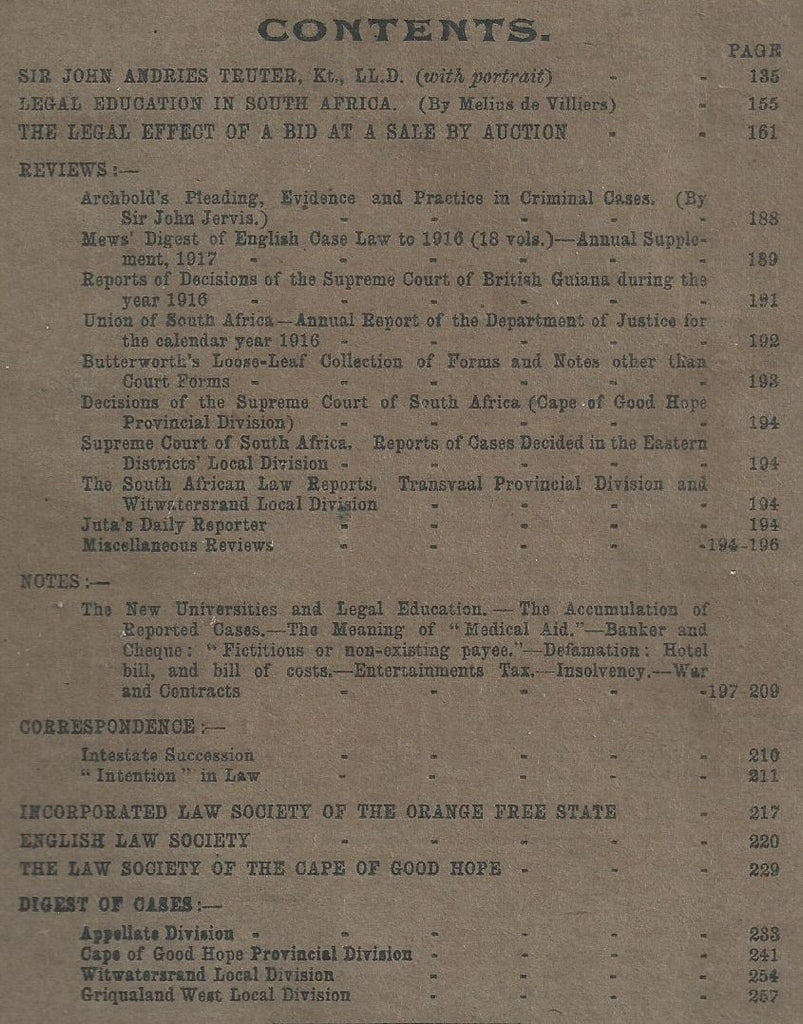 CONTENTS.
PAGE
SIR JOHN ANDRIES TRUTER, Kt., LL.D. (with portrait) - - 135
LEGAL EDUCATION IN SOUTH AFRICA. (By Melius de Villiers) - 155
THE LEGAL EFFECT OF A BID AT A SALE BY AUCTION - - 161
REVIEWS :—
Archbold's Pleading, Evidence and Practice in Criminal Cases. (By
Sir John Jervis.) - - - - - 188
Mews' Digest of English Case Law to 1916 (18 vols.)—Annual Supple-
ment, 1917 - - - - - - 189
Reports of Decisions of the Supreme Court of British Guiana during the
year 1916 - - - - - - 191
Union of South Africa—Annual Report of the Department of Justice for
the calendar year 1916 - - - - - 192
Butterworth's Loose-Leaf Collection of Forms and Notes other than
Court Forms - - - - - - 193
Decisions of the Supreme Court of South Africa (Cape of Good Hope
Provincial Division) - - - - - 194
Supreme Court of South Africa. Reports of Cases Decided in the Eastern
Districts' Local Division - - - - - 194
The South African Law Reports. Transvaal Provincial Division and
Witwatersrand Local Division - - - - 194
Juta's Daily Reporter - - - - - 194
Miscellaneous Reviews - - - - -194-196
NOTES :—
The New Universities and Legal Education. — The Accumulation of
Reported Cases.—The Meaning of "Medical Aid."—Banker and
Cheque : "Fictitious or non-existing payee."—Defamation : Hotel
bill, and bill of costs.—Entertainments Tax.—Insolvency.—War
and Contracts - - - - -197-209
CORRESPONDENCE :—
Intestate Succession - - - - - 210
"Intention" in Law - - - - - 211
INCORPORATED LAW SOCIETY OF THE ORANGE FREE STATE - 217
ENGLISH LAW SOCIETY - - - - - 220
THE LAW SOCIETY OF THE CAPE OF GOOD HOPE - - - 229
DIGEST OF CASES :—
Appellate Division - - - - - - 233
Cape of Good Hope Provincial Division - - - - 241
Witwatersrand Local Division - - - - 254
Griqualand West Local Division - - - - 257